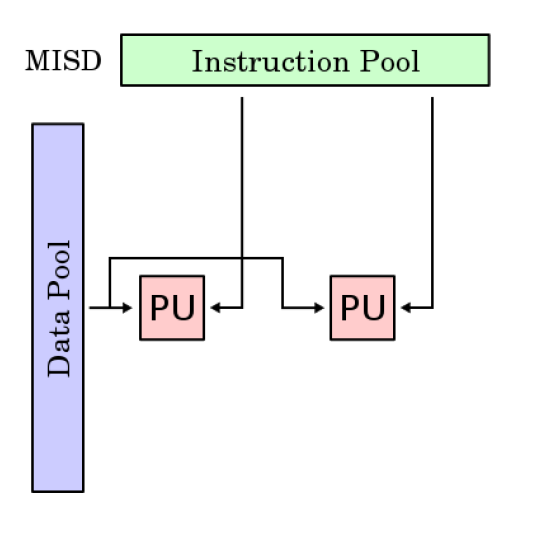 MISD
Instruction Pool
Data Pool
PU
PU